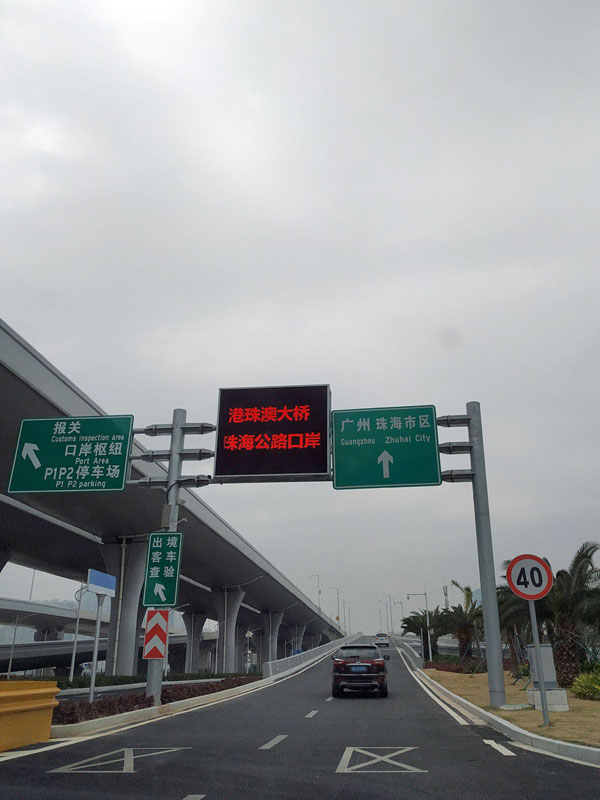 报关
Customs inspection area
口岸枢纽
Port Area
P1P2停车场
P1 P2 parking
港珠澳大桥
珠海公路口岸
广州 珠海市区
Guangzhou Zhuhai City
出境
客车
查验
40